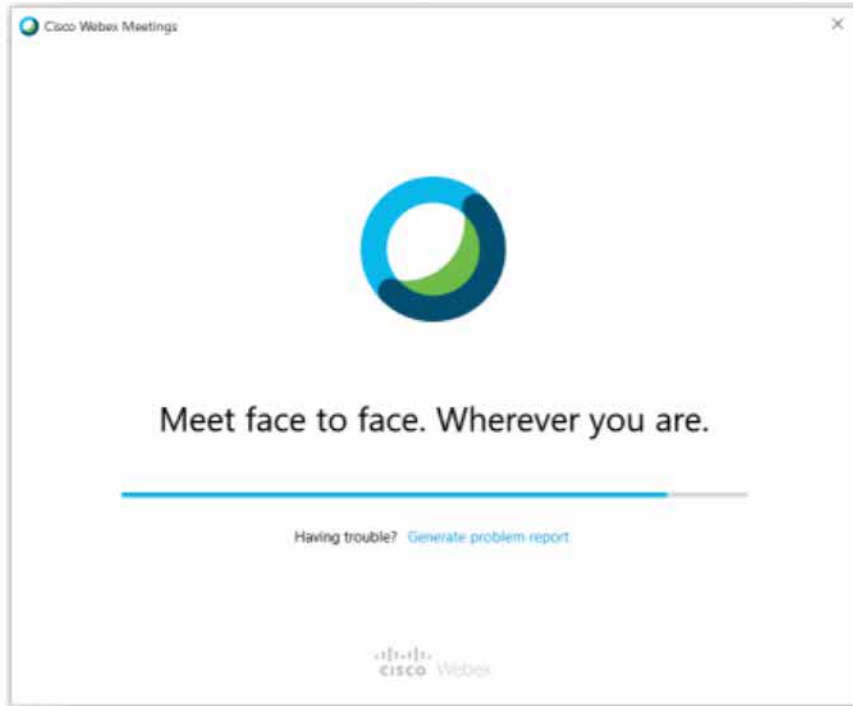 Cisco Webex Meetings
Meet face to face. Wherever you are.
Having trouble? Generate problem report
CISCO Webex